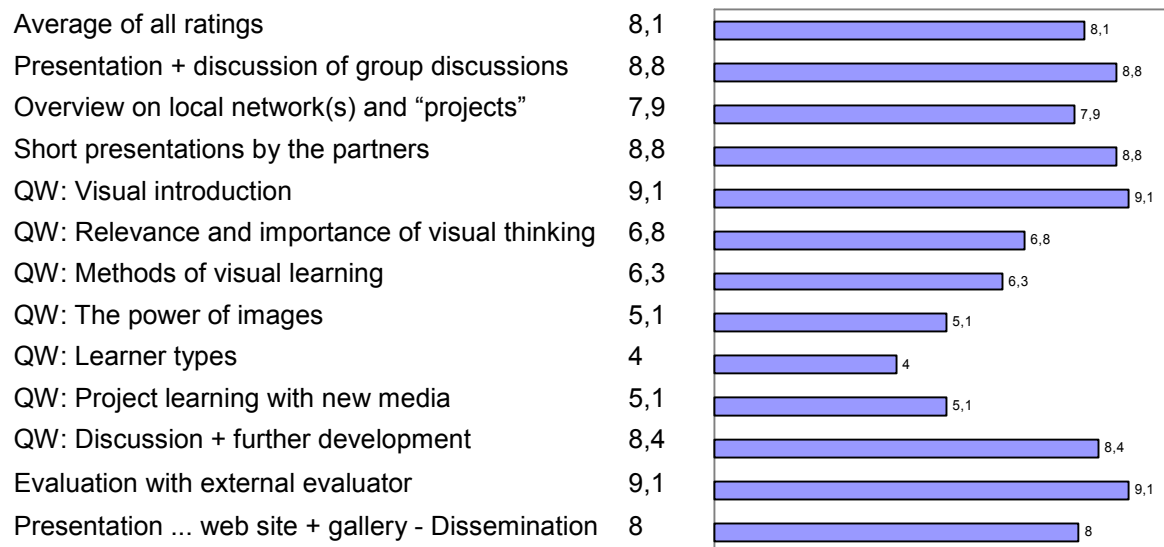 Average of all ratings 8,1 8,1
Presentation + discussion of group discussions 8,8 8,8
Overview on local network(s) and “projects” 7,9 7,9
Short presentations by the partners 8,8 8,8
QW: Visual introduction 9,1 9,1
QW: Relevance and importance of visual thinking 6,8 6,8
QW: Methods of visual learning 6,3 6,3
QW: The power of images 5,1 5,1
QW: Learner types 4 4
QW: Project learning with new media 5,1 5,1
QW: Discussion + further development 8,4 8,4
Evaluation with external evaluator 9,1 9,1
Presentation ... web site + gallery - Dissemination 8 8